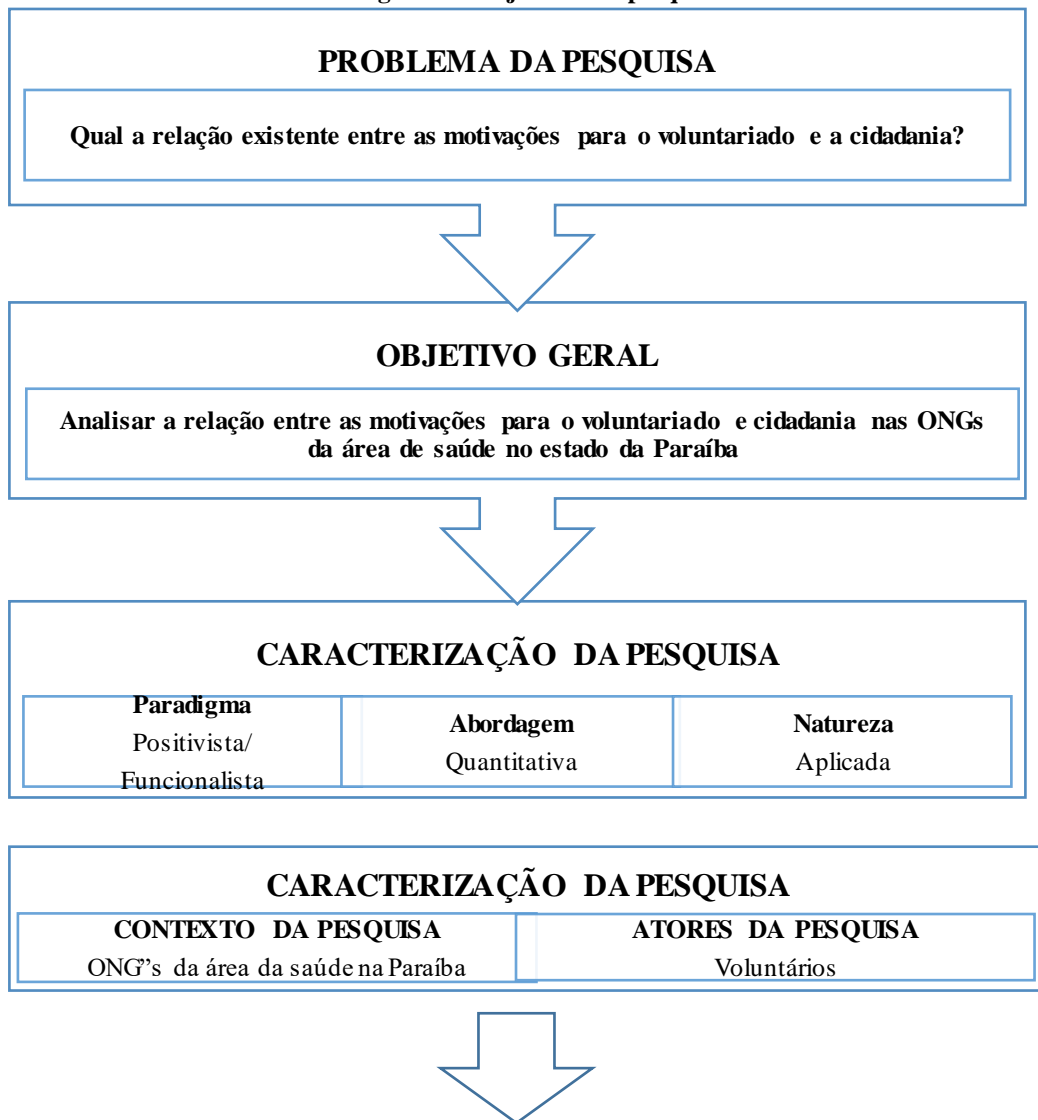 PROBLEMA DA PESQUISA
Qual a relação existente entre as motivações para o voluntariado e a cidadania?
OBJETIVO GERAL
Analisar a relação entre as motivações para o voluntariado e cidadania nas ONGs
da área de saúde no estado da Paraíba
CARACTERIZAÇÃO DA PESQUISA
Paradigma
Positivista/
Funcionalista
Abordagem
Quantitativa
Natureza
Aplicada
CARACTERIZAÇÃO DA PESQUISA
CONTEXTO DA PESQUISA
ONG"s da área da saúde na Paraíba
ATORES DA PESQUISA
Voluntários